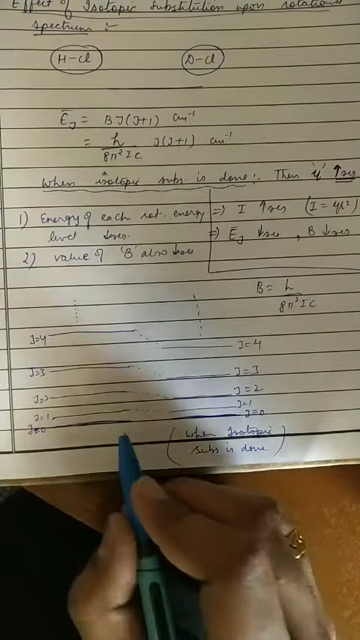 Effect of Isotopic Substitution upon rotational
spectrum :-
H-Cl
D-Cl
E̅J = BJ(J+1) cm⁻¹
= h/8π²IC J(J+1) cm⁻¹
When isotopic subs is done :- Then 'μ' ↑ses
1) Energy of each rot. energy level ↓ses.
⇒ I ↑ses (I = μr²)
⇒ EJ ↓ses, B ↓ses
2) value of 'B' also ↓ses
B = h/8π²IC
J=4
J=3
J=2
J=1
J=0
J=4
J=3
J=2
J=1
J=0
(When Isotopic
subs is done)